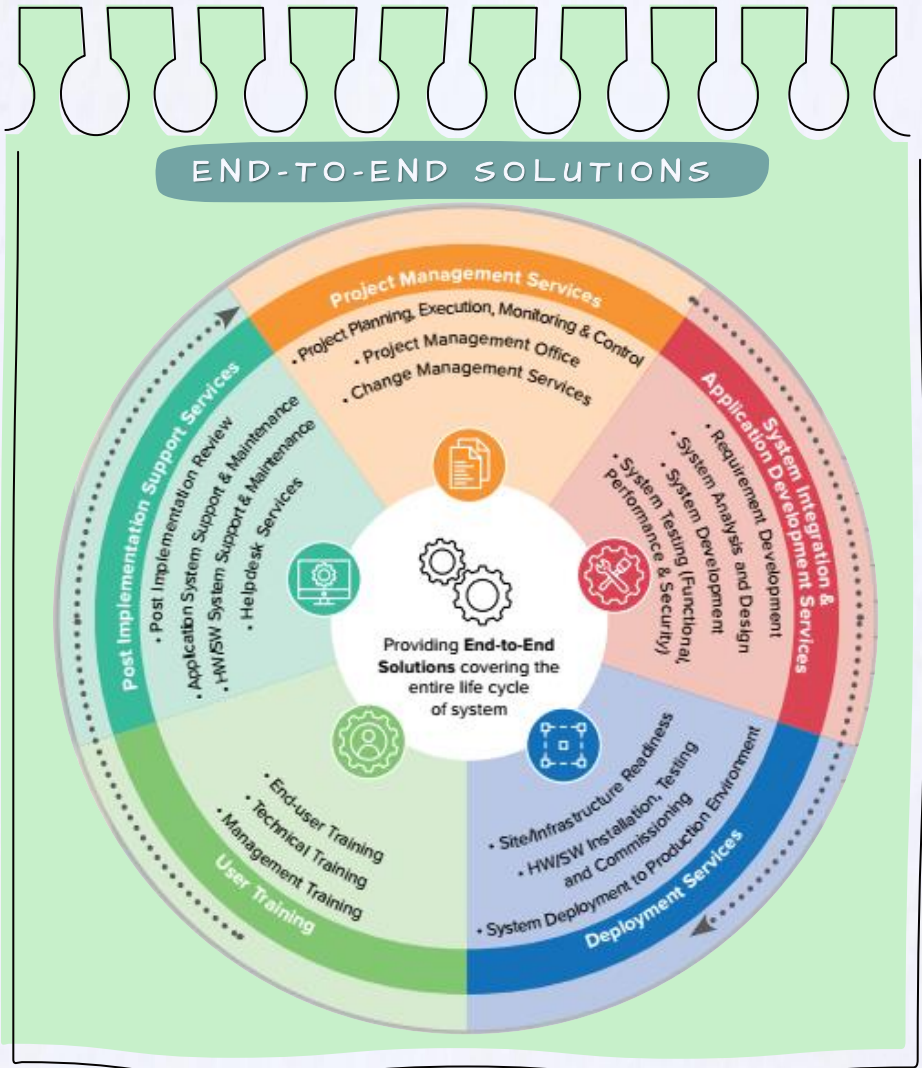 END-TO-END SOLUTIONS
Project Management Services
• Project Planning, Execution, Monitoring & Control
• Project Management Office
• Change Management Services
System Integration &
Application Development Services
• Requirement Development
• System Analysis and Design
• System Development
• System Testing (Functional,
Performance & Security)
Deployment Services
• Site/Infrastructure Readiness
• HW/SW Installation, Testing
and Commissioning
• System Deployment to Production Environment
User Training
• End-user Training
• Technical Training
• Management Training
Post Implementation Support Services
• Post Implementation Review
• Application System Support & Maintenance
• HW/SW System Support & Maintenance
• Helpdesk Services
Providing End-to-End
Solutions covering the
entire life cycle
of system